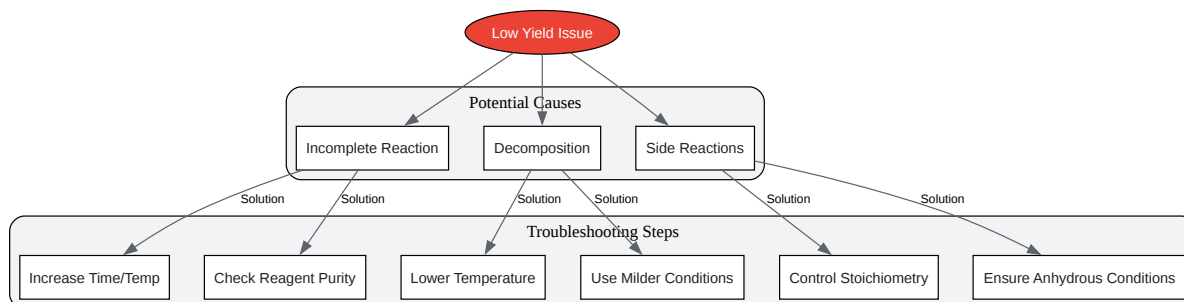 Low Yield Issue
Potential Causes
Incomplete Reaction
Decomposition
Side Reactions
Solution
Solution
Solution
Solution
Solution
Solution
Troubleshooting Steps
Increase Time/Temp
Check Reagent Purity
Lower Temperature
Use Milder Conditions
Control Stoichiometry
Ensure Anhydrous Conditions